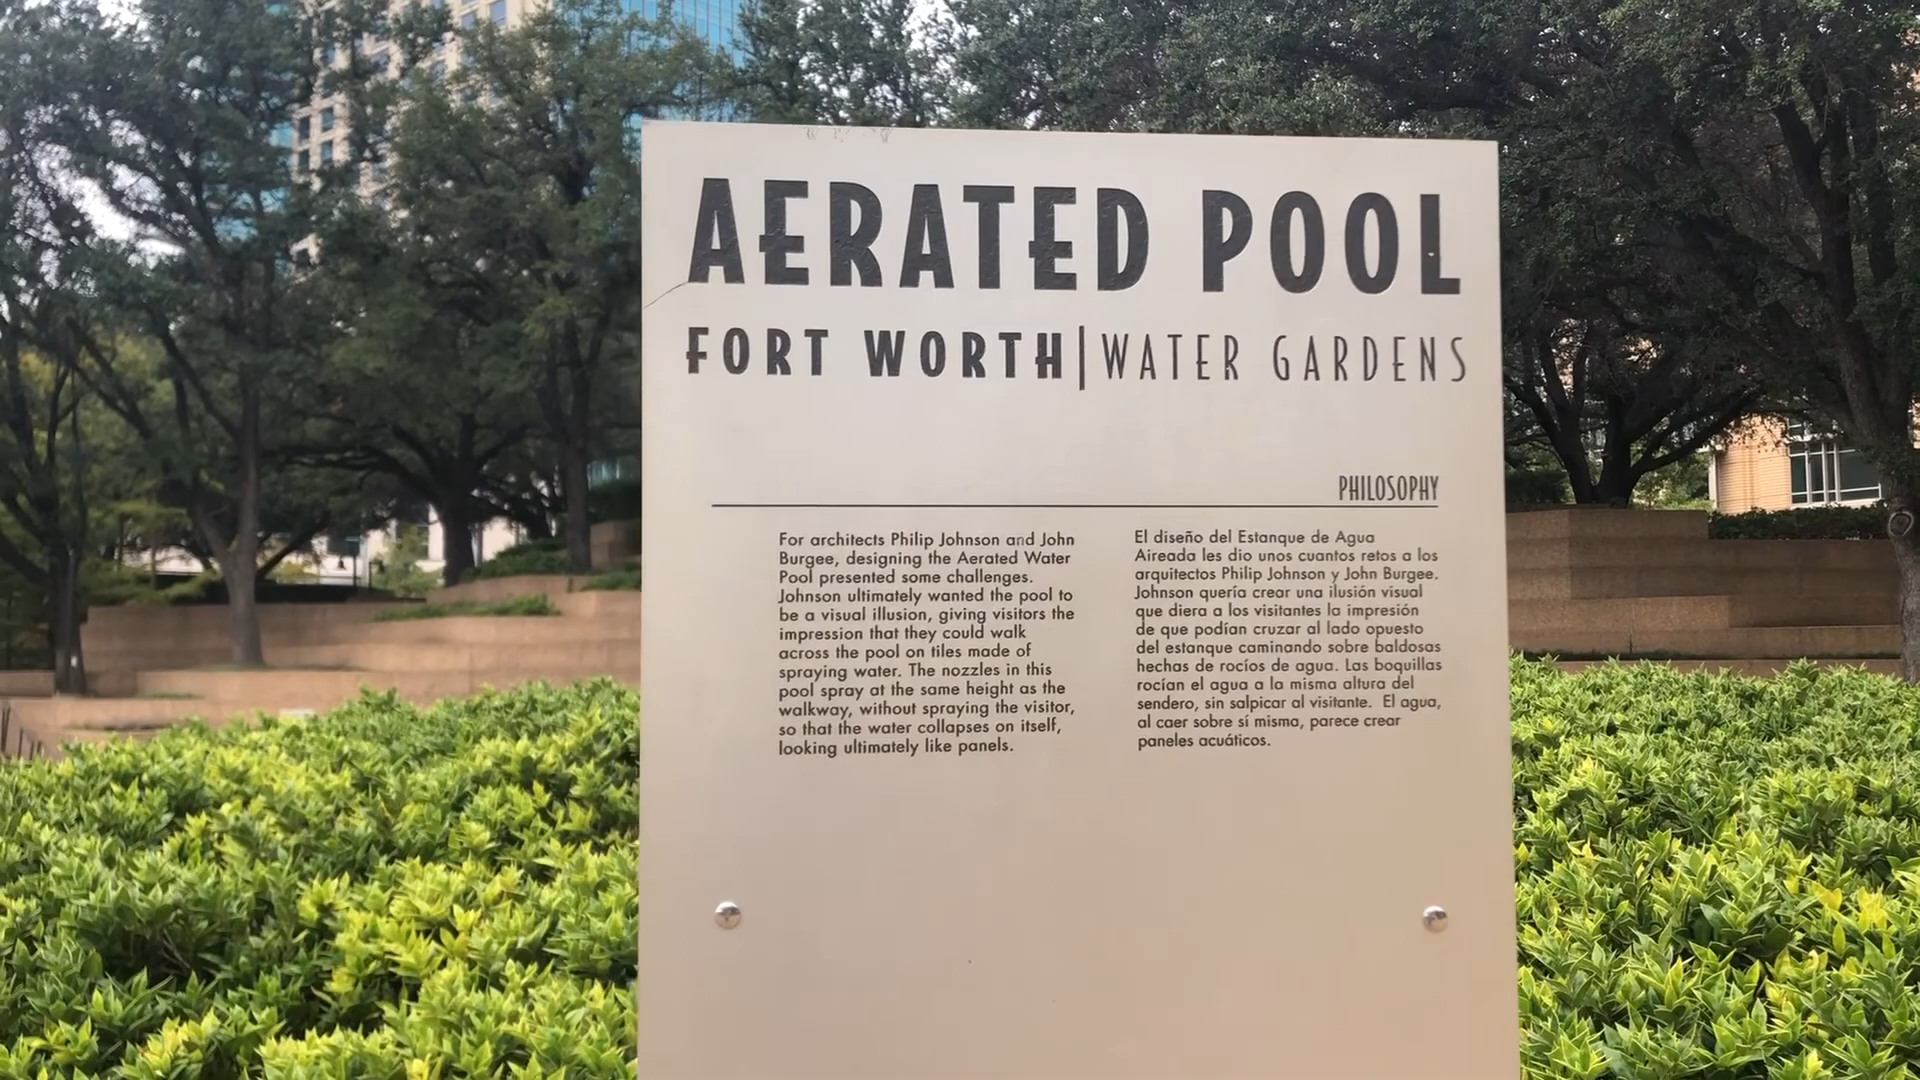 AERATED POOL
FORT WORTH|WATER GARDENS
PHILOSOPHY
For architects Philip Johnson and John
Burgee, designing the Aerated Water
Pool presented some challenges.
Johnson ultimately wanted the pool to
be a visual illusion, giving visitors the
impression that they could walk
across the pool on tiles made of
spraying water. The nozzles in this
pool spray at the same height as the
walkway, without spraying the visitor,
so that the water collapses on itself,
looking ultimately like panels.
El diseño del Estanque de Agua
Aireada les dio unos cuantos retos a los
arquitectos Philip Johnson y John Burgee.
Johnson quería crear una ilusión visual
que diera a los visitantes la impresión
de que podían cruzar al lado opuesto
del estanque caminando sobre baldosas
hechas de rocíos de agua. Las boquillas
rocían el agua a la misma altura del
sendero, sin salpicar al visitante. El agua,
al caer sobre sí misma, parece crear
paneles acuáticos.